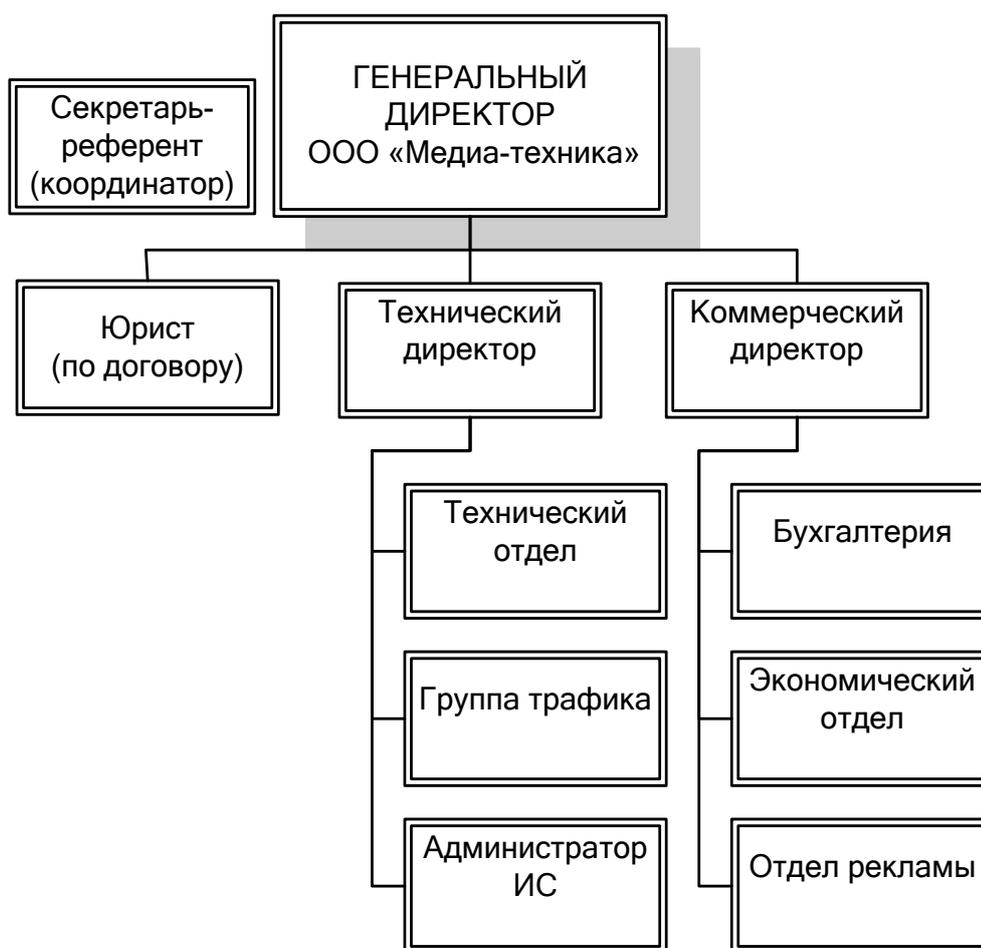 ГЕНЕРАЛЬНЫЙ
ДИРЕКТОР
ООО «Медиа-техника»
Секретарь-
референт
(координатор)
Юрист
(по договору)
Технический
директор
Коммерческий
директор
Технический
отдел
Бухгалтерия
Группа трафика
Экономический
отдел
Администратор
ИС
Отдел рекламы